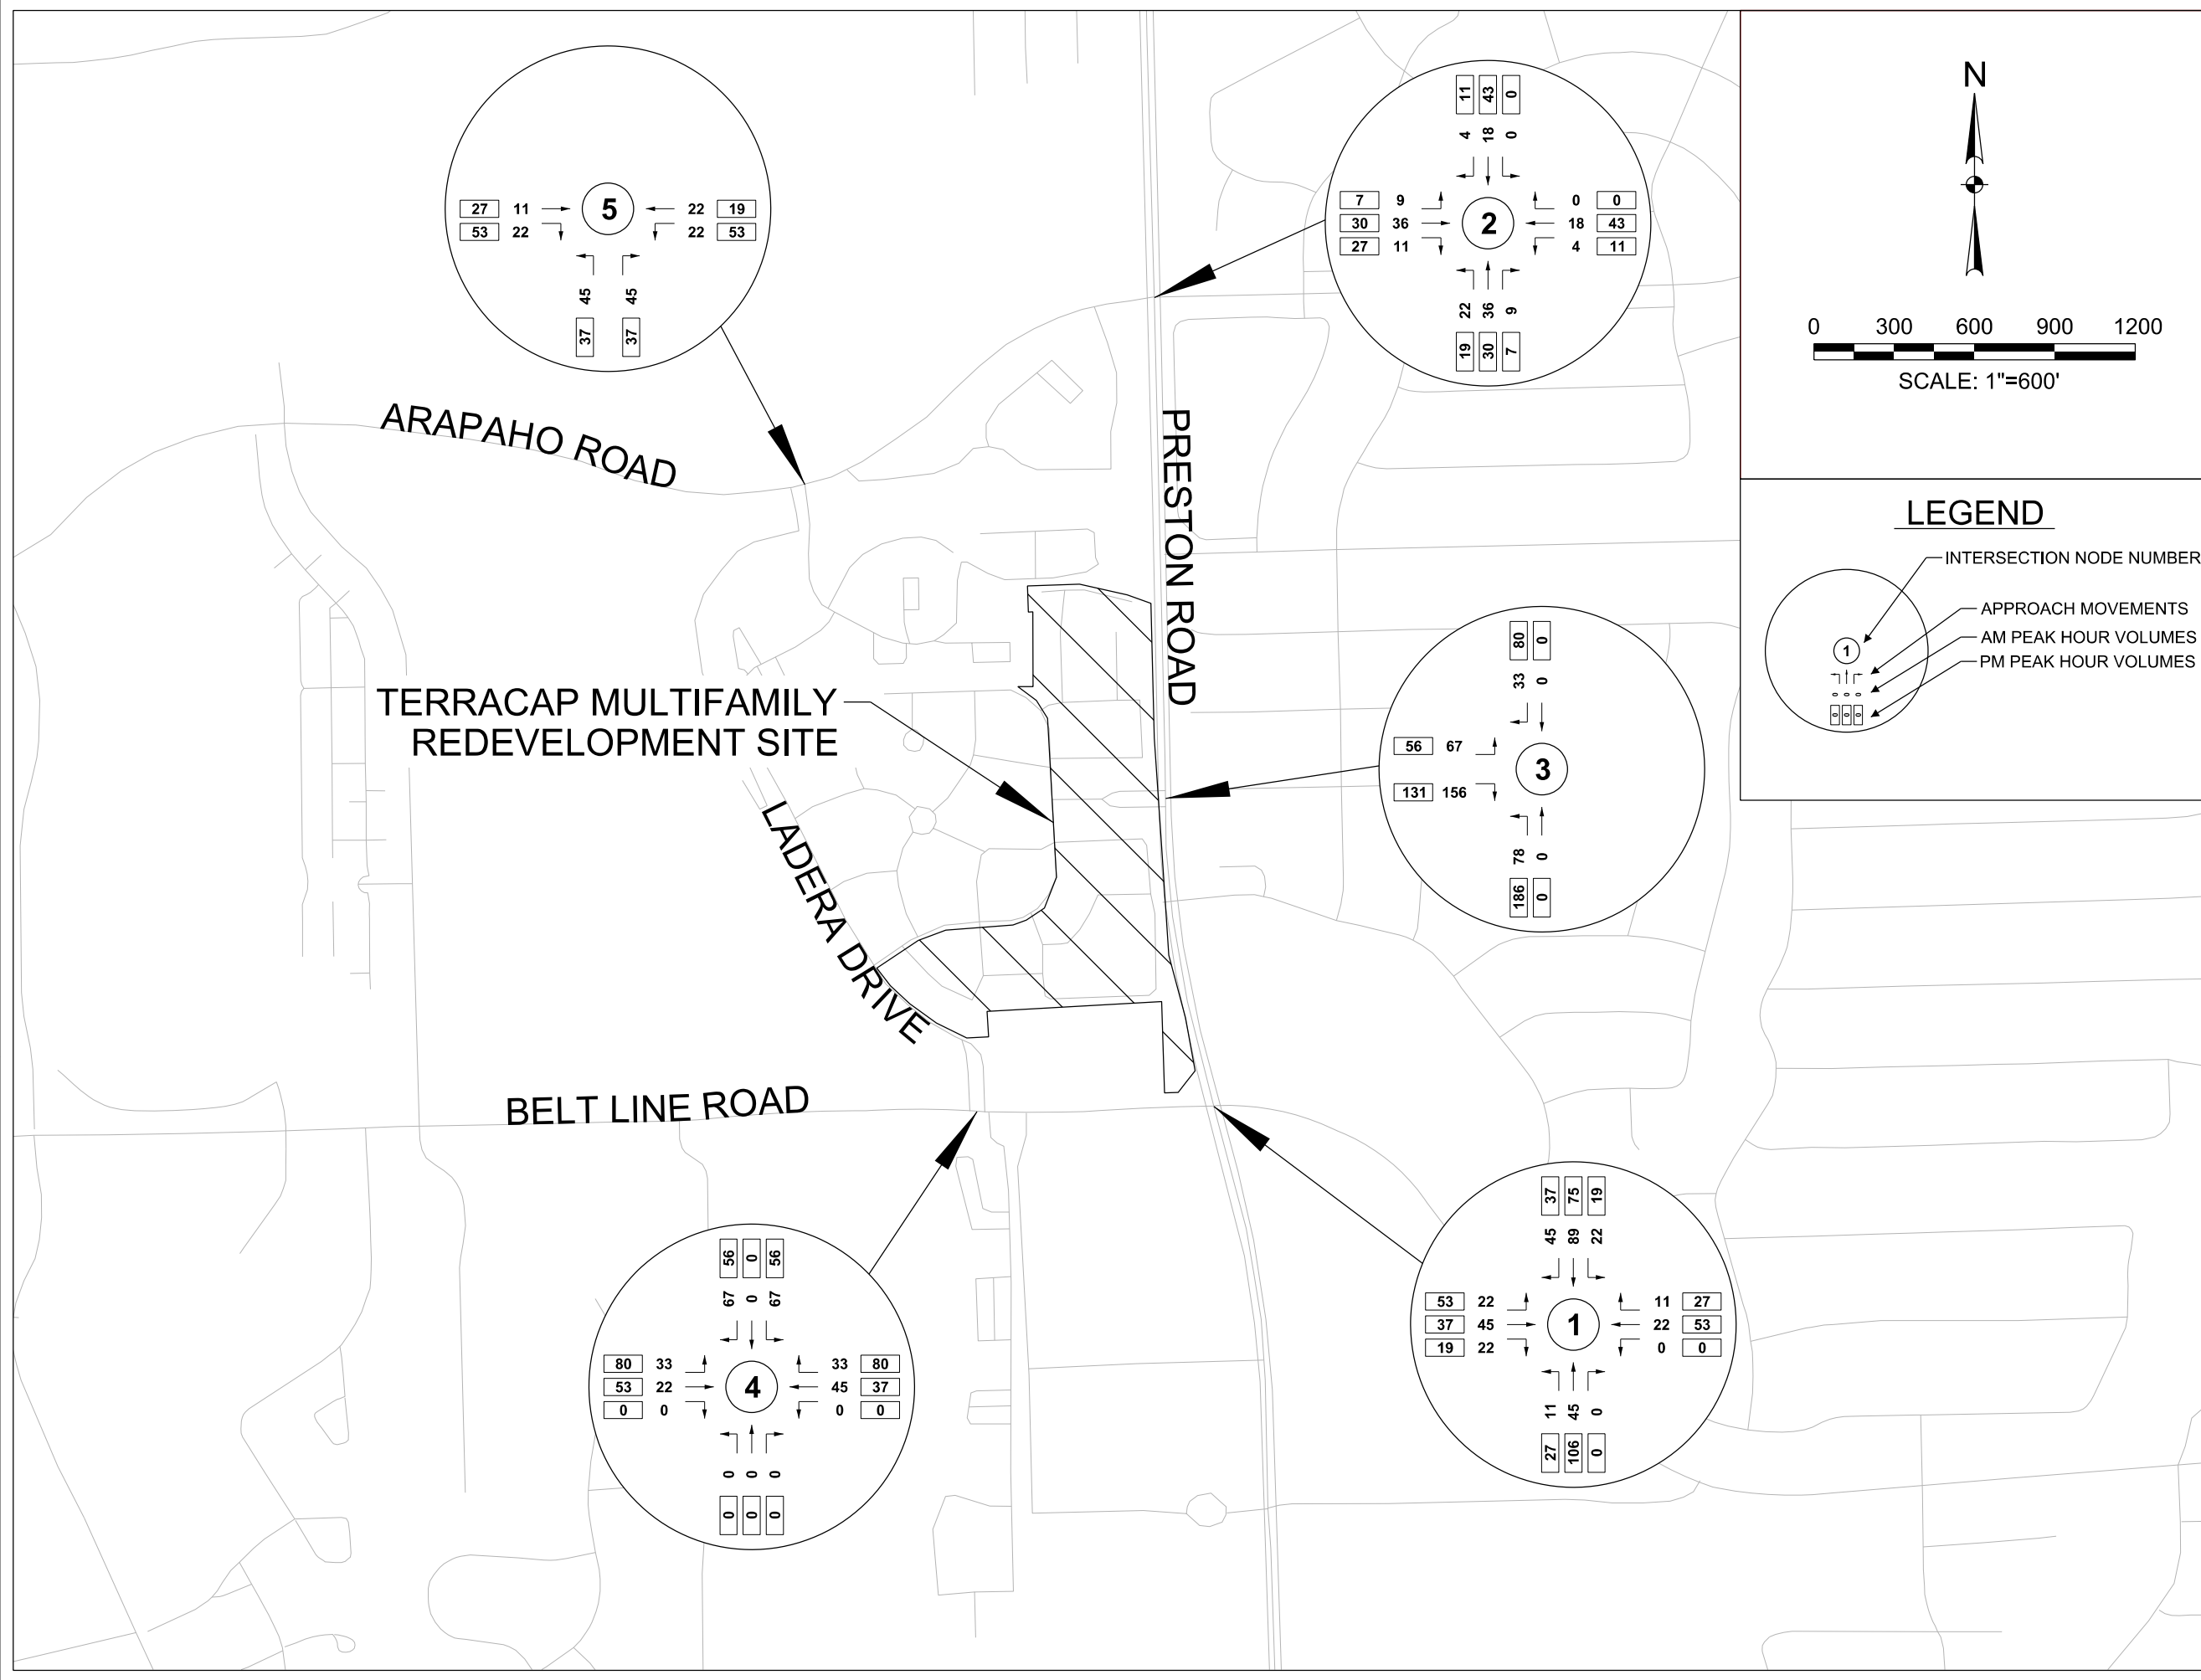 N
0 300 600 900 1200
SCALE: 1"=600'
LEGEND
INTERSECTION NODE NUMBER
1
APPROACH MOVEMENTS
AM PEAK HOUR VOLUMES
PM PEAK HOUR VOLUMES
0 0 0
0 0 0
5
27 11
53 22
22 19
22 53
45 45
37 37
11 43 0
4 18 0
7 9
30 36
27 11
2
0 0
18 43
4 11
22 36 9
19 30 7
ARAPAHO ROAD
PRESTON ROAD
TERRACAP MULTIFAMILY
REDEVELOPMENT SITE
80 0
33 0
56 67
131 156
3
78 0
186 0
LADERA DRIVE
BELT LINE ROAD
56 0 56
67 0 67
80 33
53 22
0 0
4
33 80
45 37
0 0
0 0 0
0 0 0
37 75 19
45 89 22
53 22
37 45
19 22
1
11 27
22 53
0 0
11 45 0
27 106 0